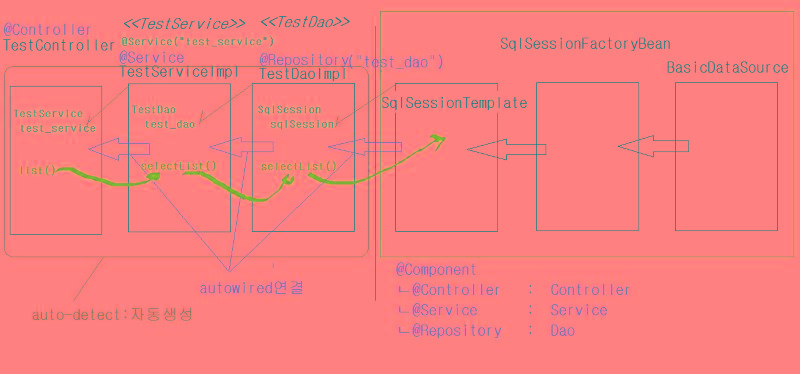 @Controller
TestController
<<TestService>>
@Service("test_service")
@Service
TestServiceImpl
<<TestDao>>
@Repository("test_dao")
TestDaoImpl
SqlSessionFactoryBean
BasicDataSource
SqlSessionTemplate
TestService
test_service
TestDao
test_dao
SqlSession
sqlSession
list()
selectList()
selectList()
autowired연결
auto-detect:자동생성
@Component
ㄴ@Controller : Controller
ㄴ@Service : Service
ㄴ@Repository : Dao